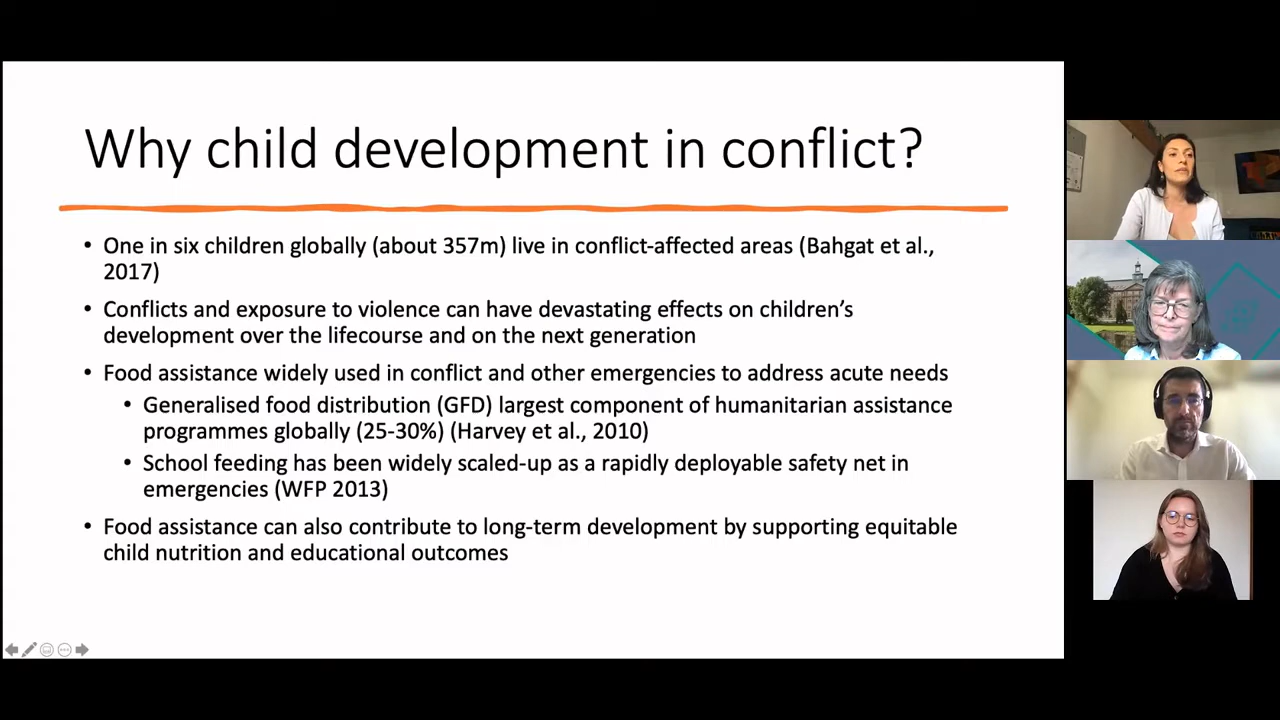 Why child development in conflict?
• One in six children globally (about 357m) live in conflict-affected areas (Bahgat et al.,
2017)
• Conflicts and exposure to violence can have devastating effects on children’s
development over the lifecourse and on the next generation
• Food assistance widely used in conflict and other emergencies to address acute needs
• Generalised food distribution (GFD) largest component of humanitarian assistance
programmes globally (25-30%) (Harvey et al., 2010)
• School feeding has been widely scaled-up as a rapidly deployable safety net in
emergencies (WFP 2013)
• Food assistance can also contribute to long-term development by supporting equitable
child nutrition and educational outcomes